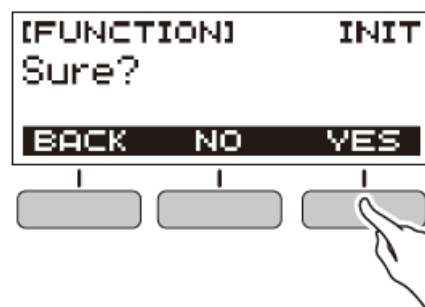 [FUNCTION] INIT
Sure?
BACK NO YES